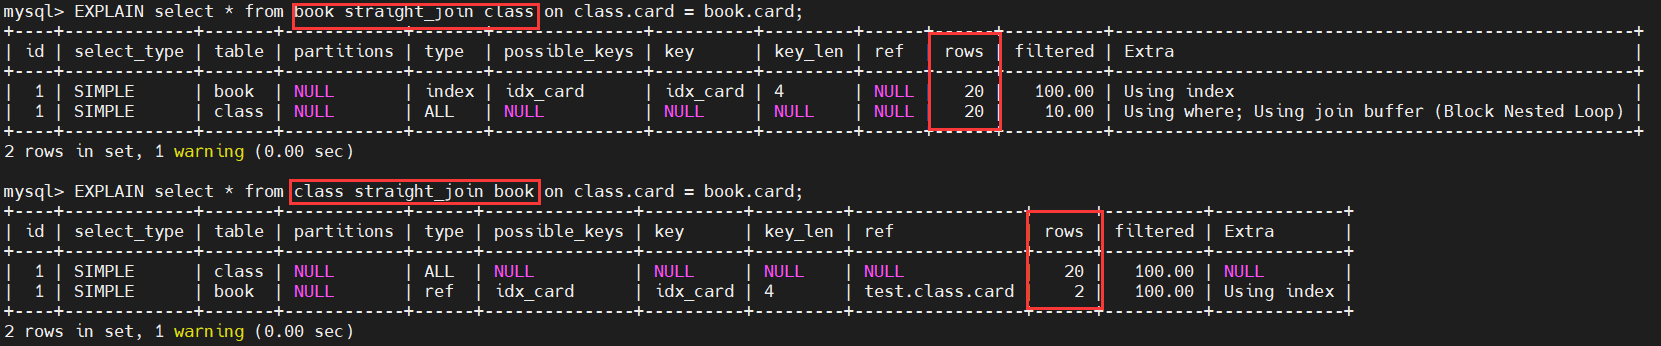 mysql> EXPLAIN select * from book straight_join class on class.card = book.card;
+----+-------------+-------+------------+-------+---------------+----------+---------+------+------+----------+----------------------------------------------------+
| id | select_type | table | partitions | type  | possible_keys | key      | key_len | ref  | rows | filtered | Extra                                              |
+----+-------------+-------+------------+-------+---------------+----------+---------+------+------+----------+----------------------------------------------------+
|  1 | SIMPLE      | book  | NULL       | index | idx_card      | idx_card | 4       | NULL |   20 |   100.00 | Using index                                        |
|  1 | SIMPLE      | class | NULL       | ALL   | NULL          | NULL     | NULL    | NULL |   20 |    10.00 | Using where; Using join buffer (Block Nested Loop) |
+----+-------------+-------+------------+-------+---------------+----------+---------+------+------+----------+----------------------------------------------------+
2 rows in set, 1 warning (0.00 sec)
mysql> EXPLAIN select * from class straight_join book on class.card = book.card;
+----+-------------+-------+------------+------+---------------+----------+---------+-----------------+------+----------+-------------+
| id | select_type | table | partitions | type | possible_keys | key      | key_len | ref             | rows | filtered | Extra       |
+----+-------------+-------+------------+------+---------------+----------+---------+-----------------+------+----------+-------------+
|  1 | SIMPLE      | class | NULL       | ALL  | NULL          | NULL     | NULL    | NULL            |   20 |   100.00 | NULL        |
|  1 | SIMPLE      | book  | NULL       | ref  | idx_card      | idx_card | 4       | test.class.card |    2 |   100.00 | Using index |
+----+-------------+-------+------------+------+---------------+----------+---------+-----------------+------+----------+-------------+
2 rows in set, 1 warning (0.00 sec)